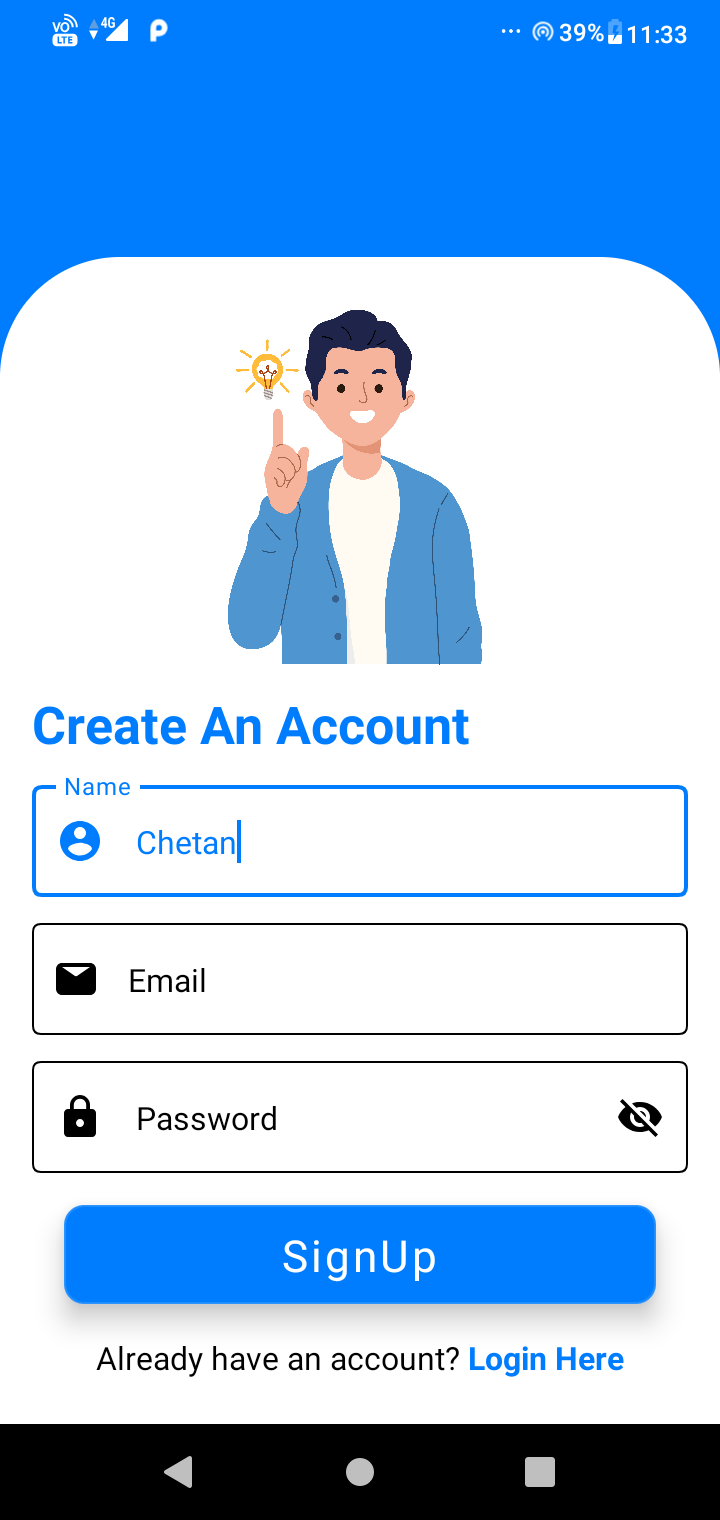 VO LTE 4G 39% 11:33
Create An Account
Name
Chetan
Email
Password
SignUp
Already have an account? Login Here